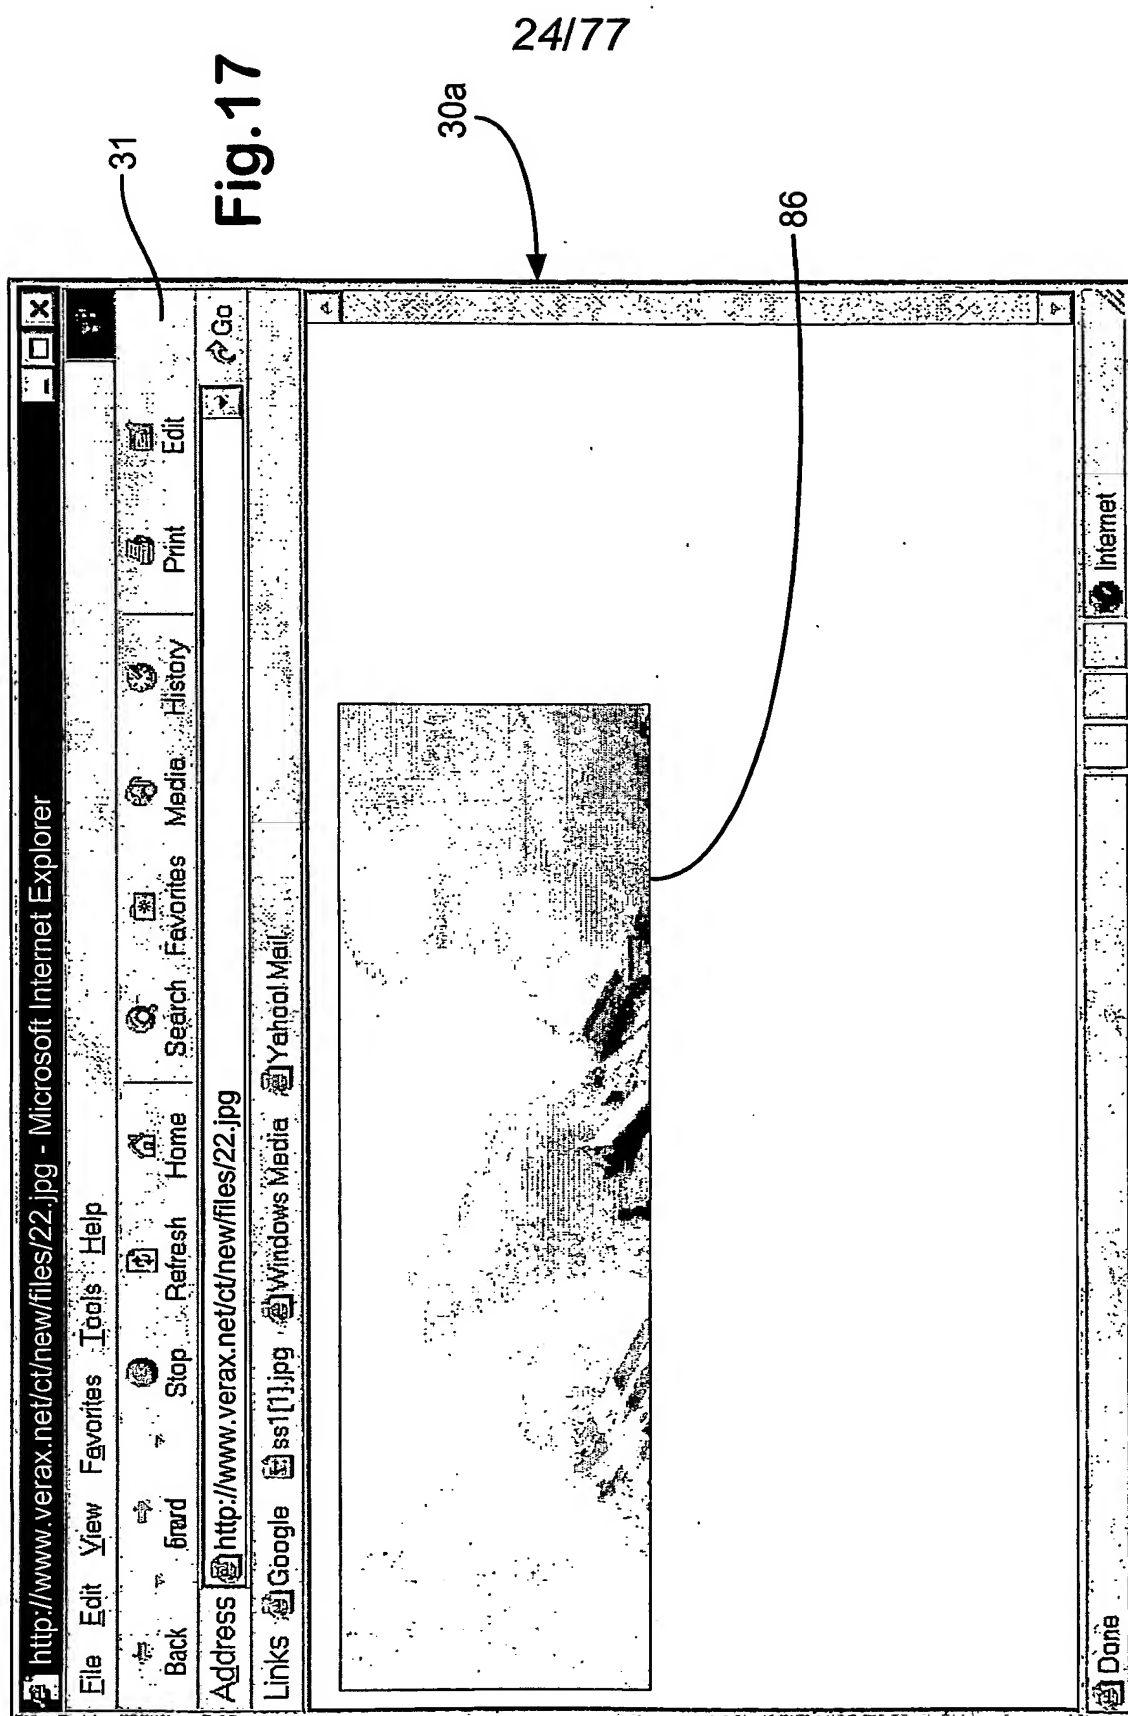 24/77
Fig.17
31
30a
86
http://www.verax.net/ct/new/files/22.jpg - Microsoft Internet Explorer
File Edit View Favorites Tools Help
Back Stop Refresh Home Search Favorites Media History Print Edit
Address http://www.verax.net/ct/new/files/22.jpg Go
Links Google ss1[1].jpg Windows Media Yahoo! Mail
Done Internet